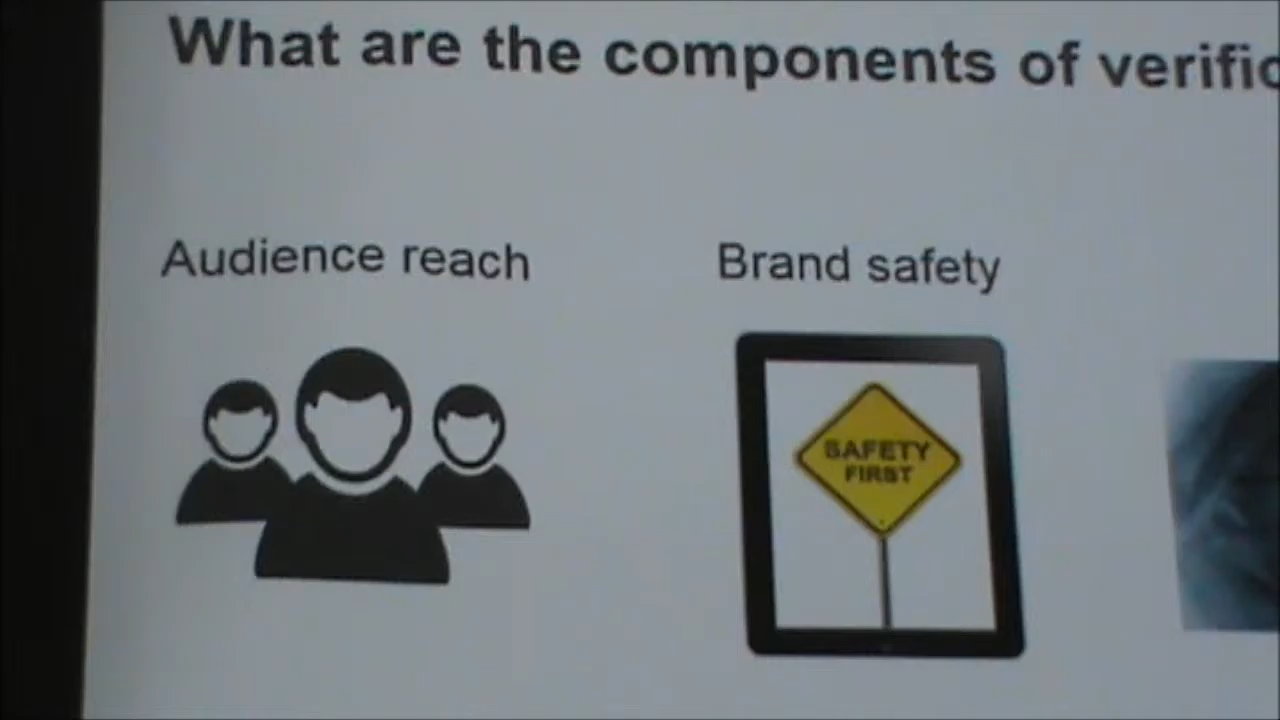 What are the components of verific
Audience reach
Brand safety
SAFETY
FIRST